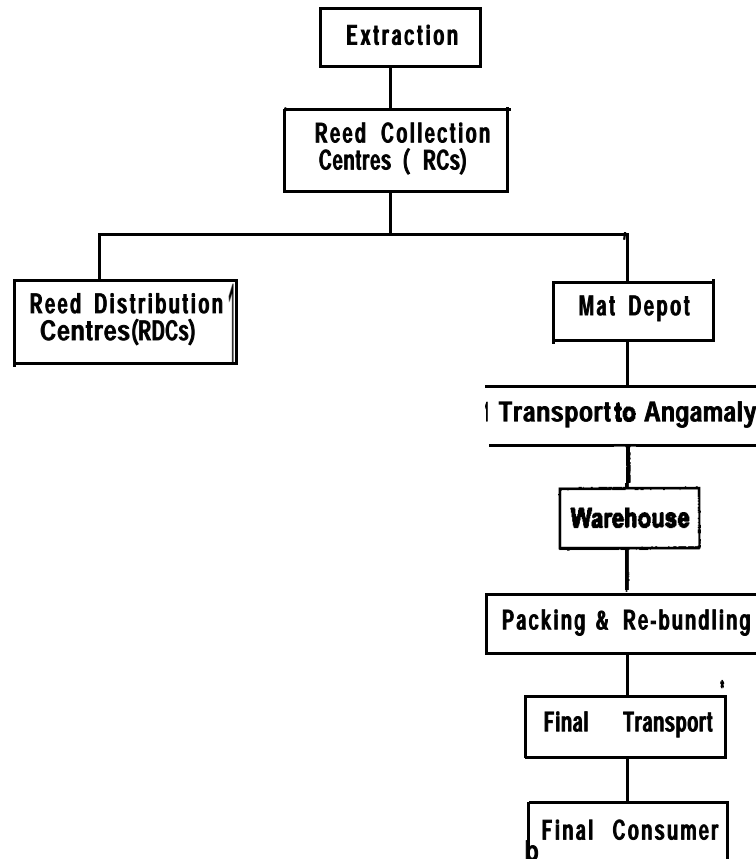 Extraction
Reed Collection
Centres ( RCs)
Reed Distribution
Centres(RDCs)
Mat Depot
Transport to Angamaly
Warehouse
Packing & Re-bundling
Final Transport
Final Consumer
b